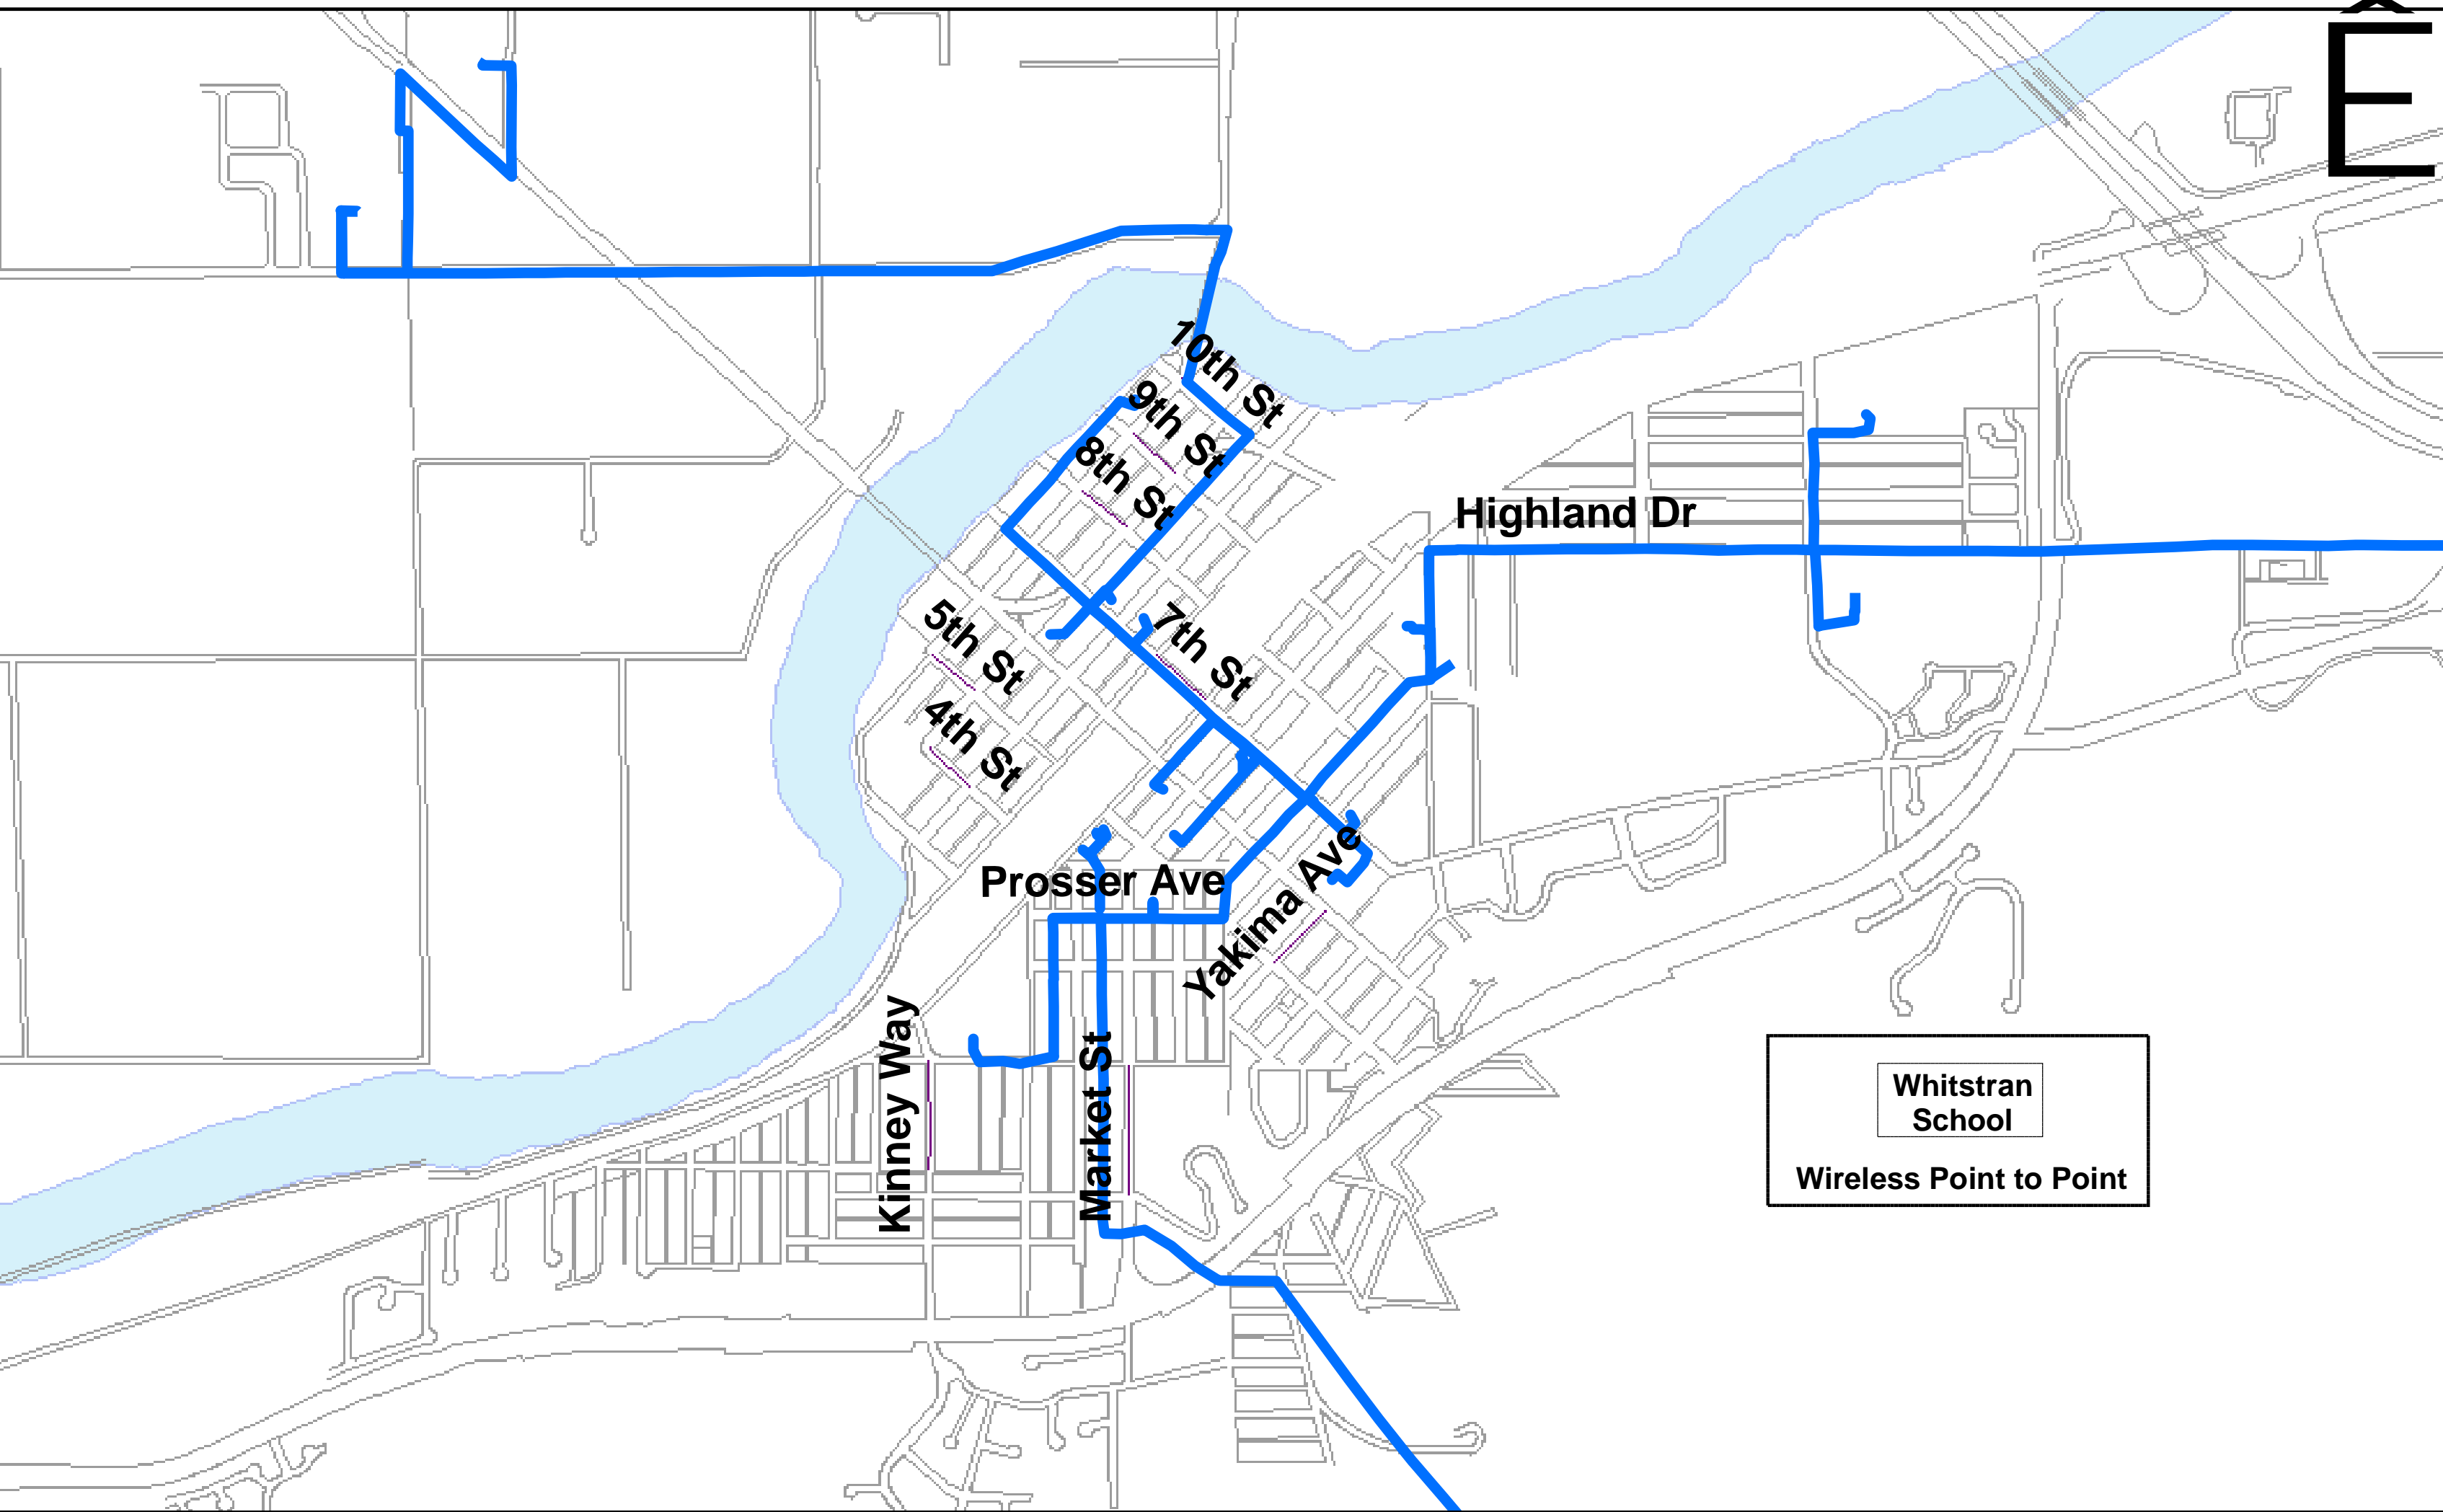 Ê
10th St
9th St
8th St
Highland Dr
7th St
5th St
4th St
Prosser Ave
Yakima Ave
Kinney Way
Market St
Whitstran
School
Wireless Point to Point